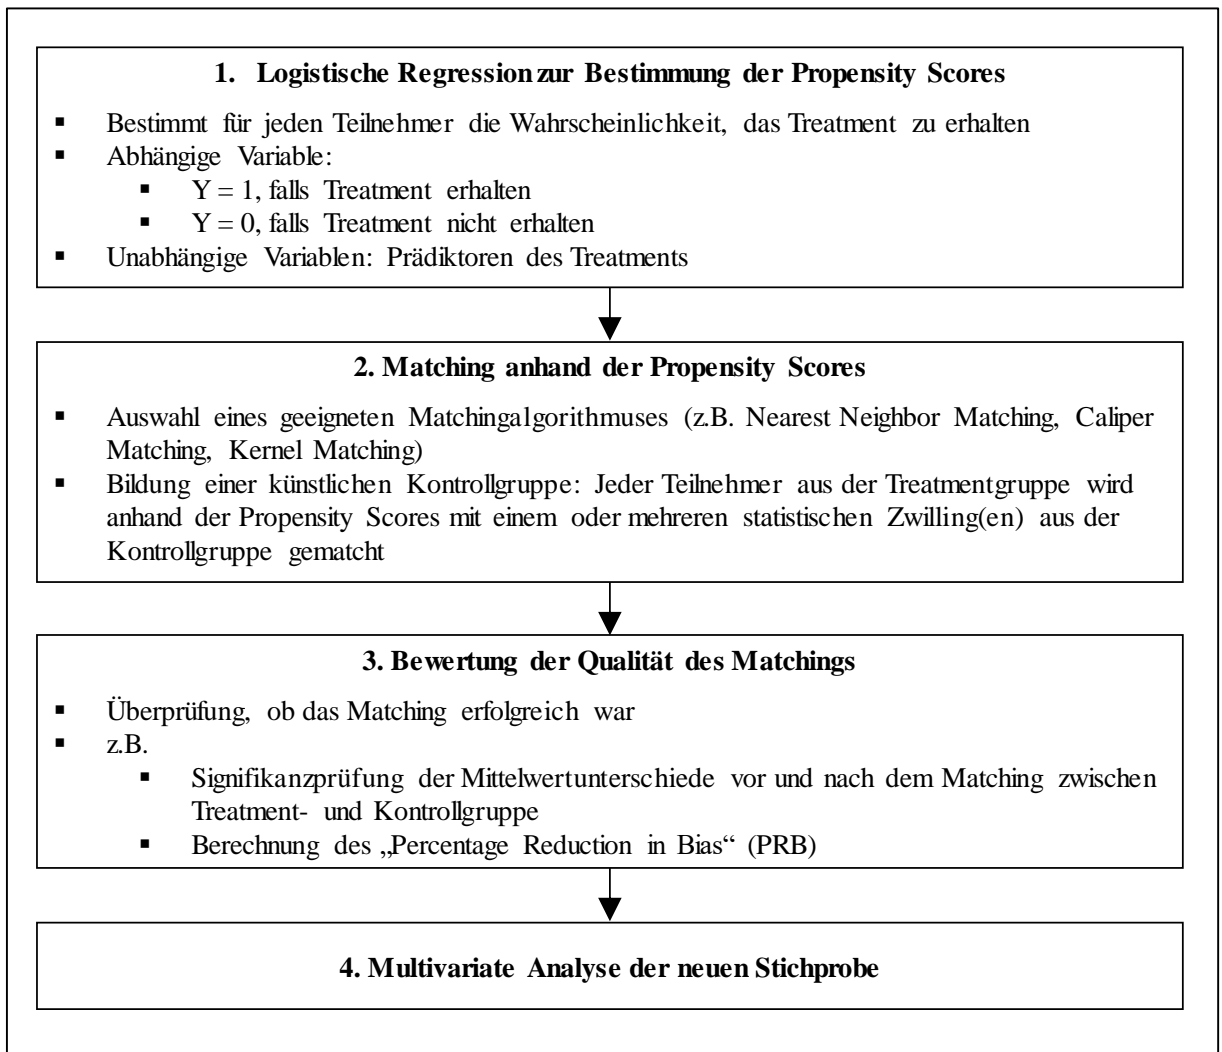 1. Logistische Regression zur Bestimmung der Propensity Scores
▪ Bestimmt für jeden Teilnehmer die Wahrscheinlichkeit, das Treatment zu erhalten
▪ Abhängige Variable:
▪ Y = 1, falls Treatment erhalten
▪ Y = 0, falls Treatment nicht erhalten
▪ Unabhängige Variablen: Prädiktoren des Treatments
2. Matching anhand der Propensity Scores
▪ Auswahl eines geeigneten Matchingalgorithmuses (z.B. Nearest Neighbor Matching, Caliper
Matching, Kernel Matching)
▪ Bildung einer künstlichen Kontrollgruppe: Jeder Teilnehmer aus der Treatmentgruppe wird
anhand der Propensity Scores mit einem oder mehreren statistischen Zwilling(en) aus der
Kontrollgruppe gematcht
3. Bewertung der Qualität des Matchings
▪ Überprüfung, ob das Matching erfolgreich war
▪ z.B.
▪ Signifikanzprüfung der Mittelwertunterschiede vor und nach dem Matching zwischen
Treatment- und Kontrollgruppe
▪ Berechnung des „Percentage Reduction in Bias“ (PRB)
4. Multivariate Analyse der neuen Stichprobe